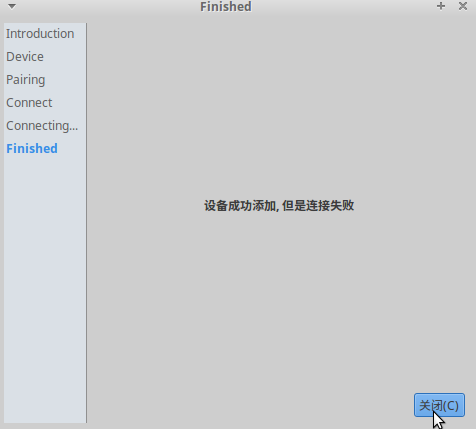 Finished
Introduction
Device
Pairing
Connect
Connecting...
Finished
设备成功添加, 但是连接失败
关闭(C)